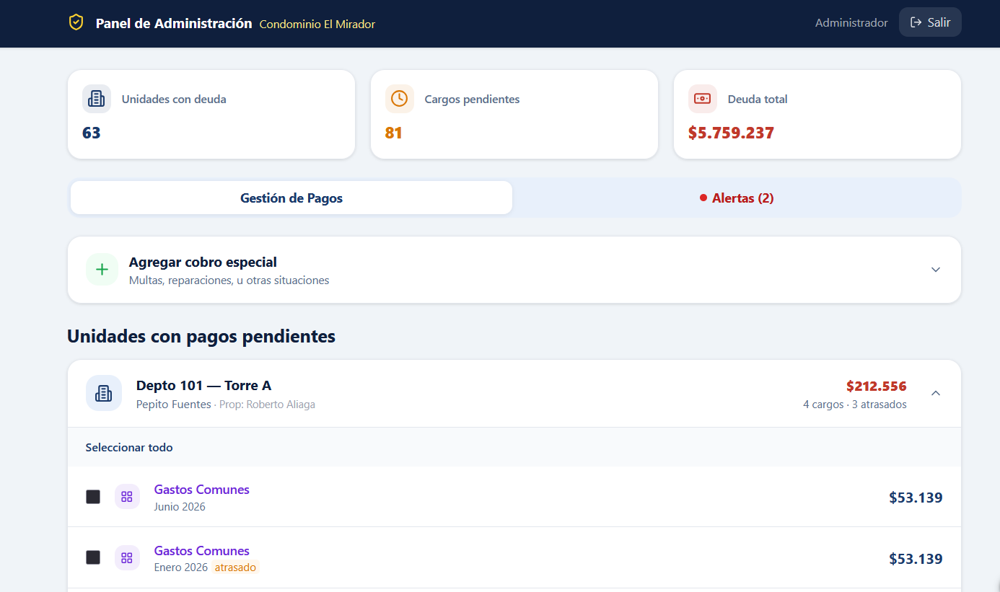 Panel de Administración Condominio El Mirador
Administrador
Salir
Unidades con deuda
63
Cargos pendientes
81
Deuda total
$5.759.237
Gestión de Pagos
Alertas (2)
Agregar cobro especial
Multas, reparaciones, u otras situaciones
Unidades con pagos pendientes
Depto 101 — Torre A
Pepito Fuentes · Prop: Roberto Aliaga
$212.556
4 cargos · 3 atrasados
Seleccionar todo
Gastos Comunes
Junio 2026
$53.139
Gastos Comunes
Enero 2026 atrasado
$53.139